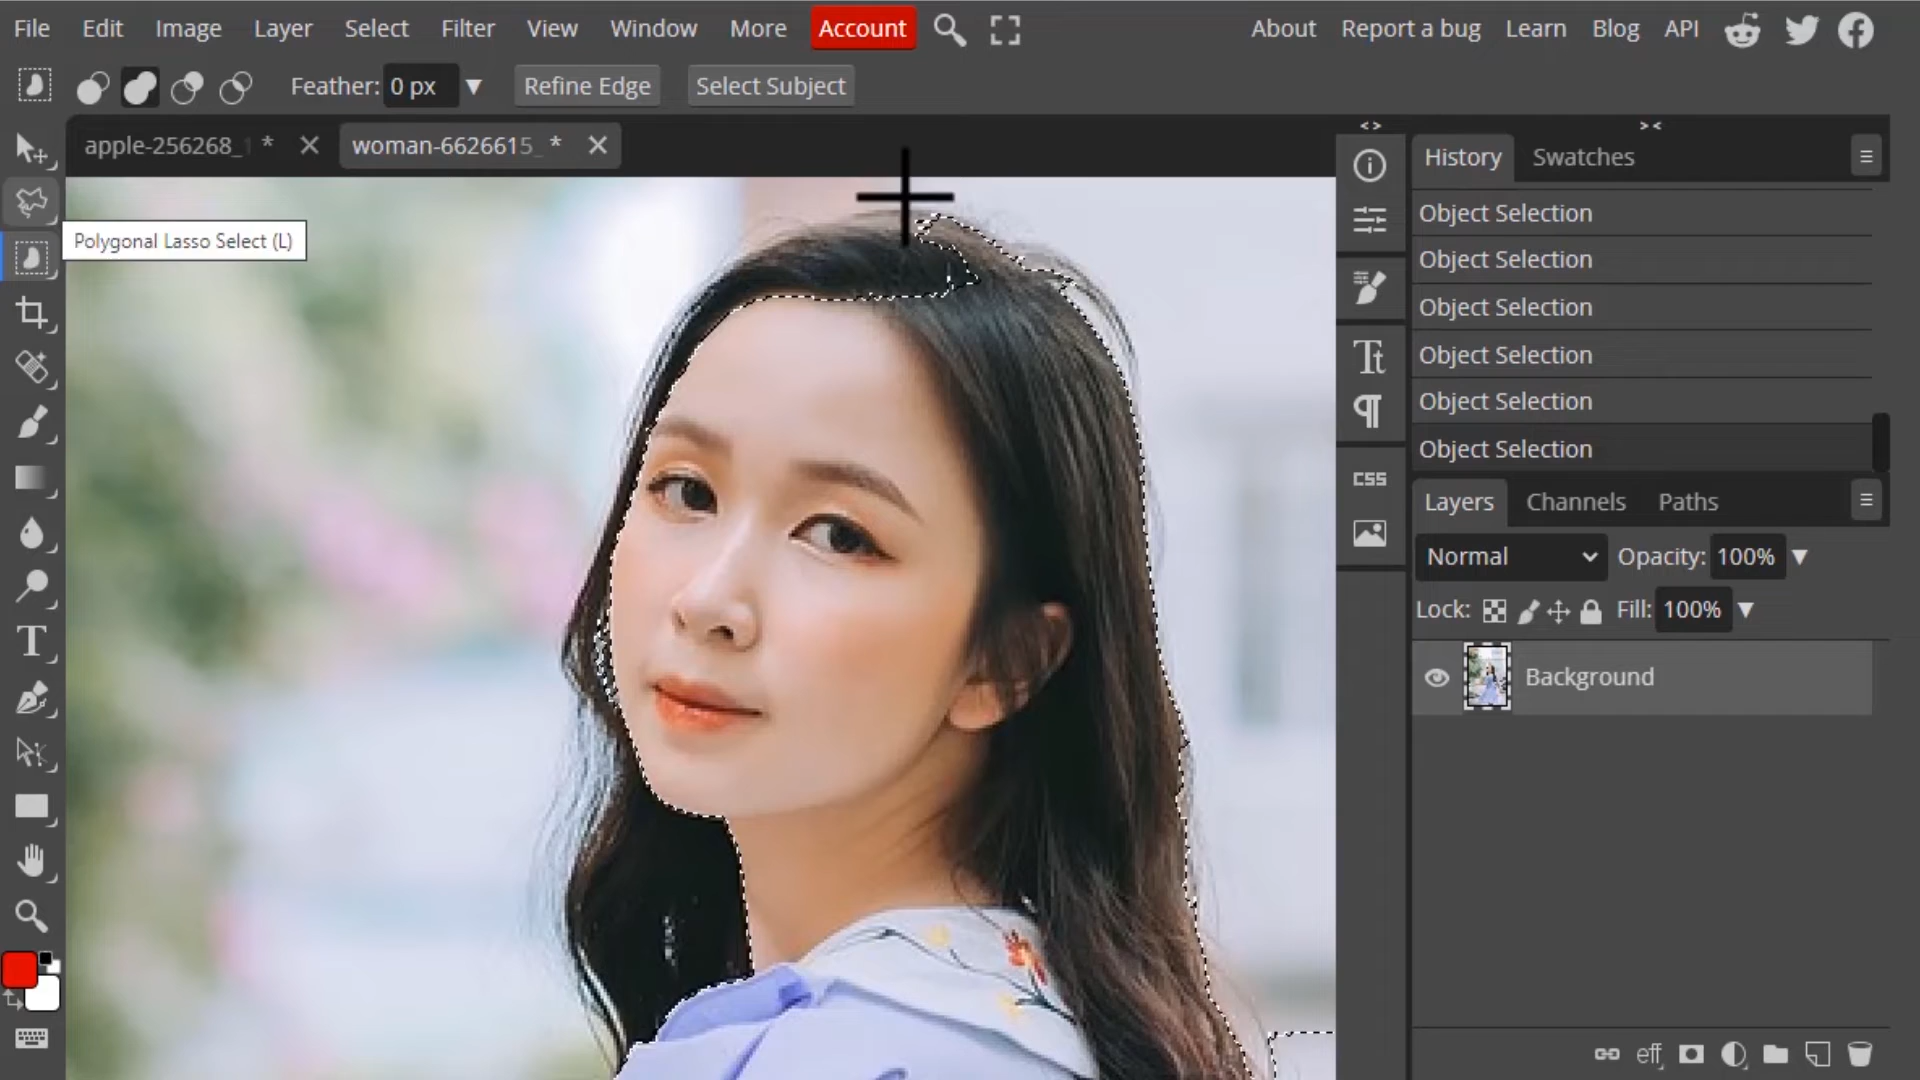 File Edit Image Layer Select Filter View Window More Account About Report a bug Learn Blog API
Feather: 0 px Refine Edge Select Subject
apple-256268_ * woman-6626615_ *
Polygonal Lasso Select (L)
History Swatches
Object Selection
Object Selection
Object Selection
Object Selection
Object Selection
Object Selection
CSS
Layers Channels Paths
Normal Opacity: 100%
Lock: Fill: 100%
Background
eff